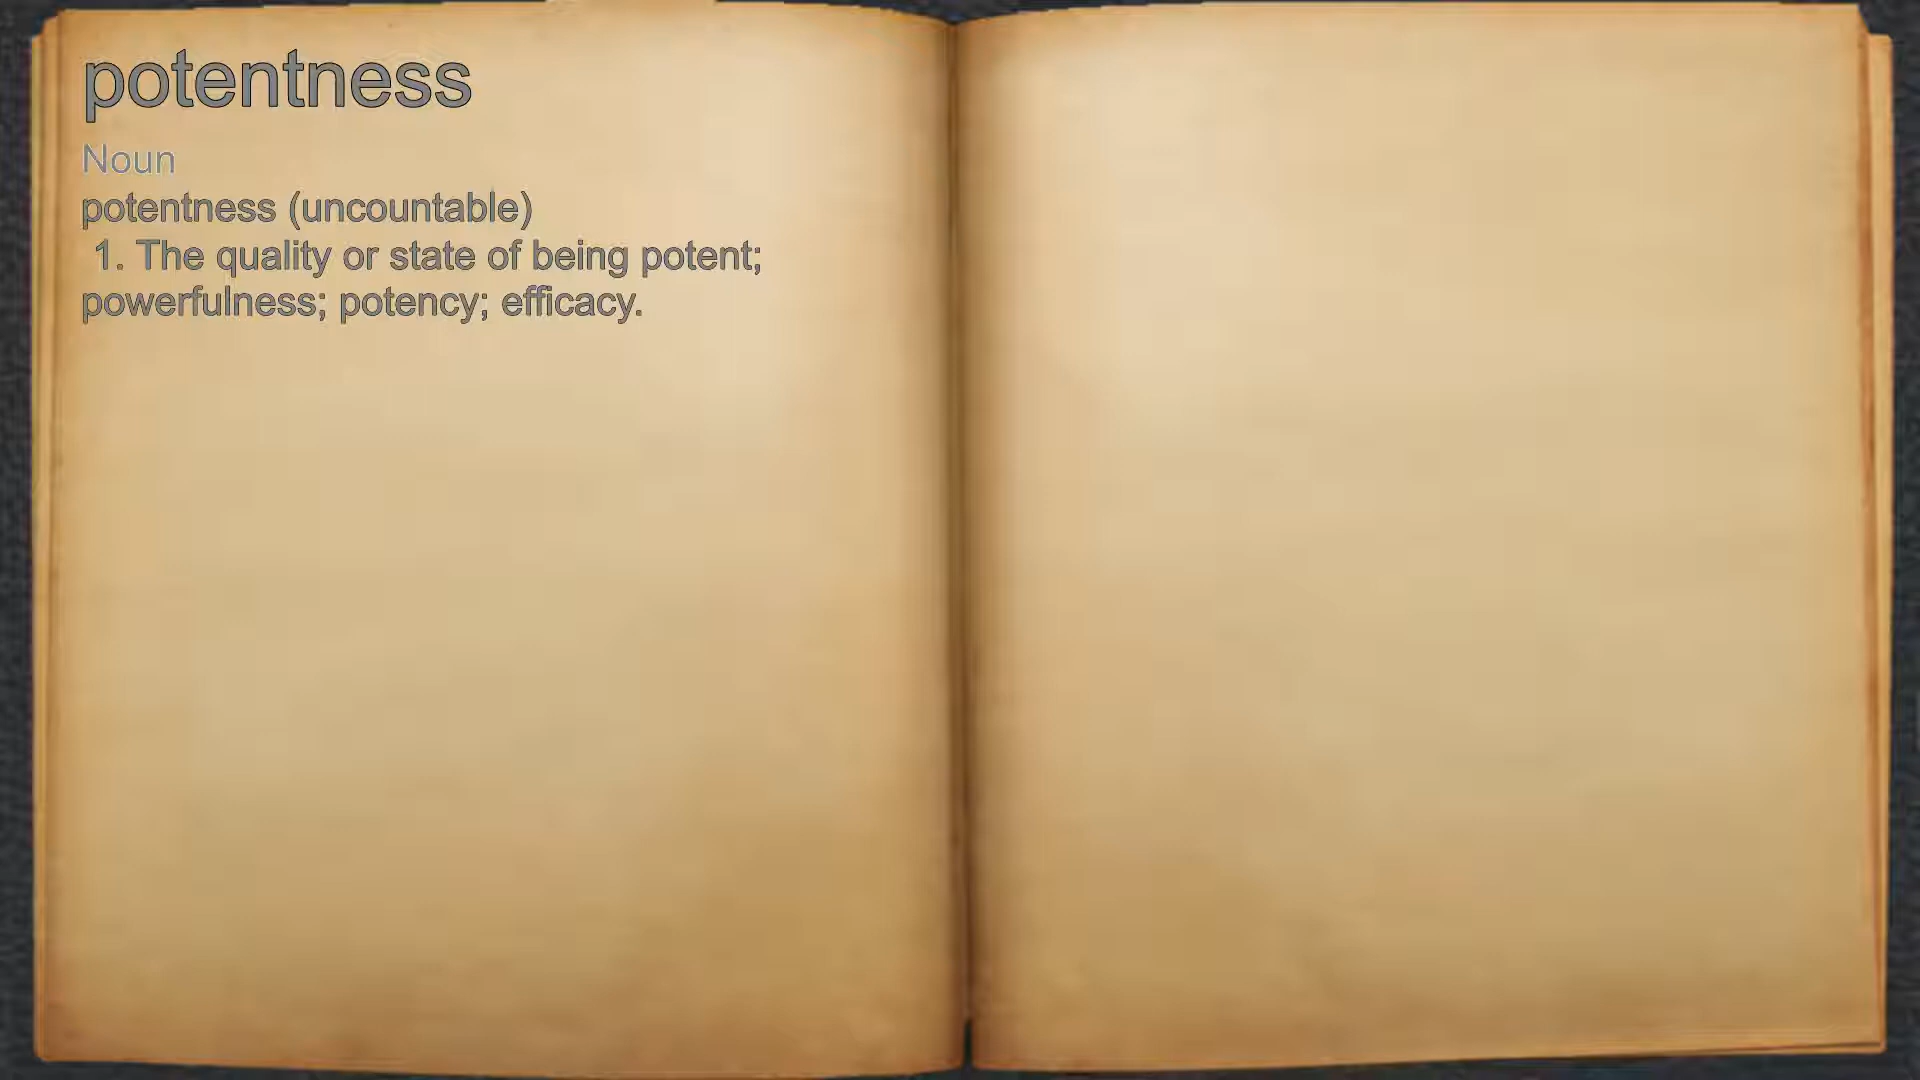 potentness
Noun
potentness (uncountable)
1. The quality or state of being potent;
powerfulness; potency; efficacy.